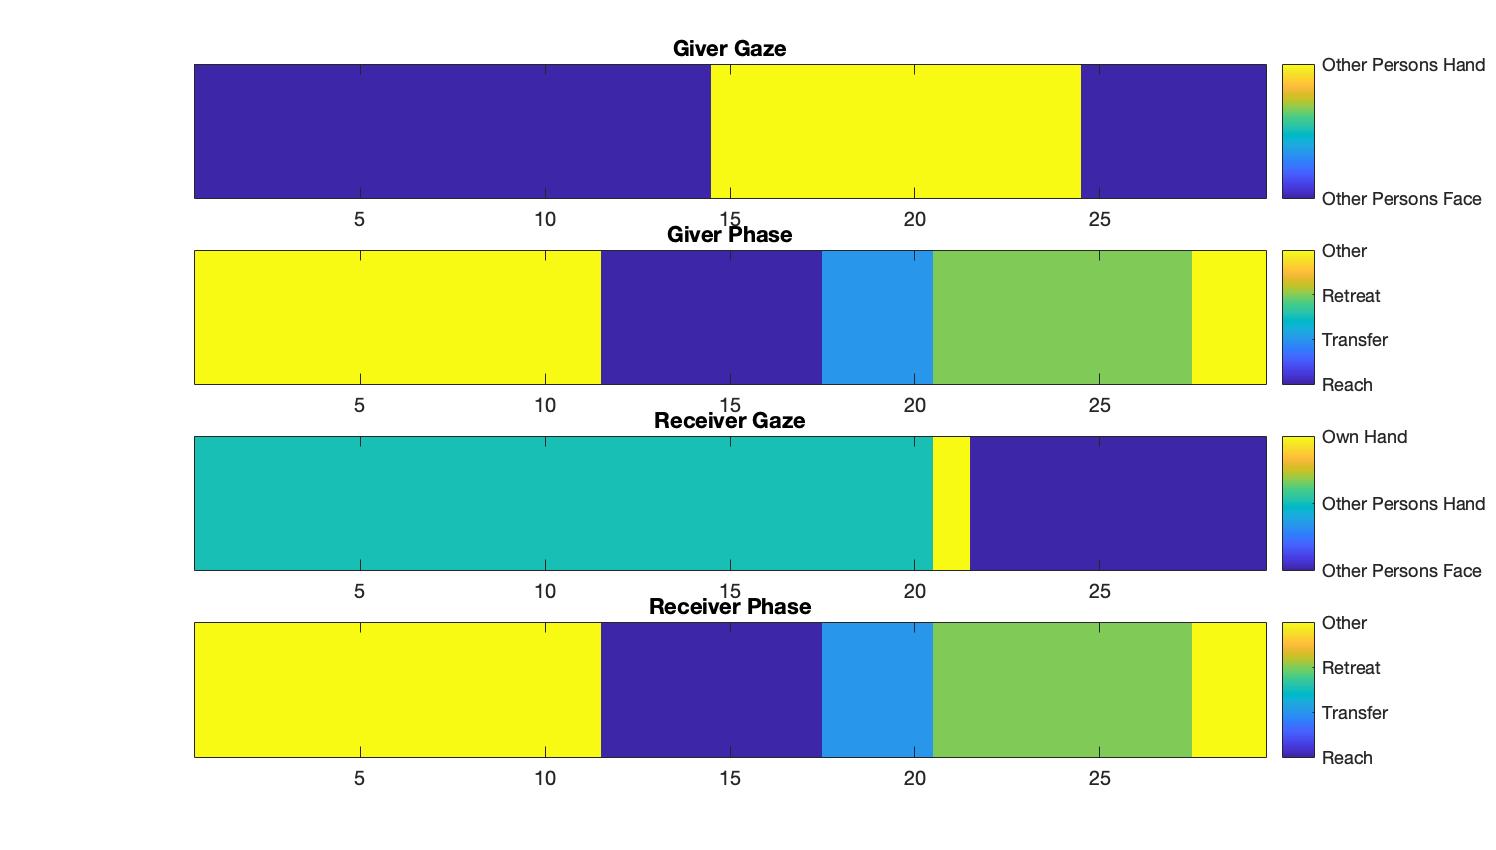 Giver Gaze
Other Persons Hand
Other Persons Face
5 10 15 20 25
Giver Phase
Other
Retreat
Transfer
Reach
5 10 15 20 25
Receiver Gaze
Own Hand
Other Persons Hand
Other Persons Face
5 10 15 20 25
Receiver Phase
Other
Retreat
Transfer
Reach
5 10 15 20 25